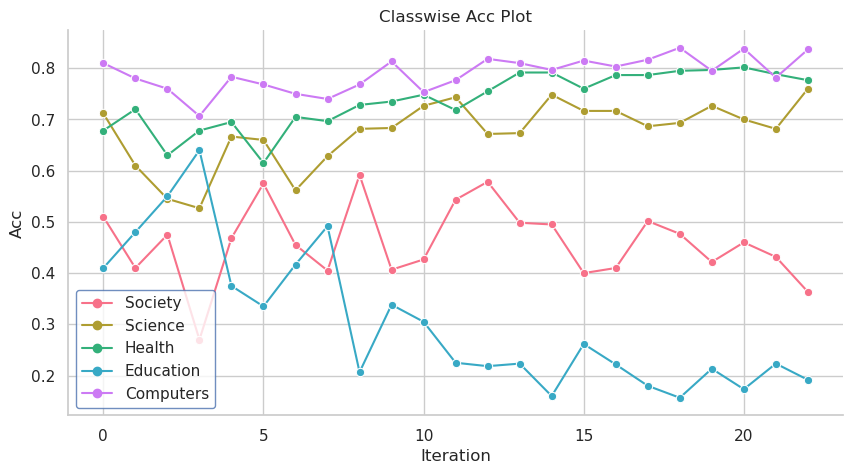 Classwise Acc Plot
Acc
0.8
0.7
0.6
0.5
0.4
0.3
0.2
Society
Science
Health
Education
Computers
0 5 10 15 20
Iteration